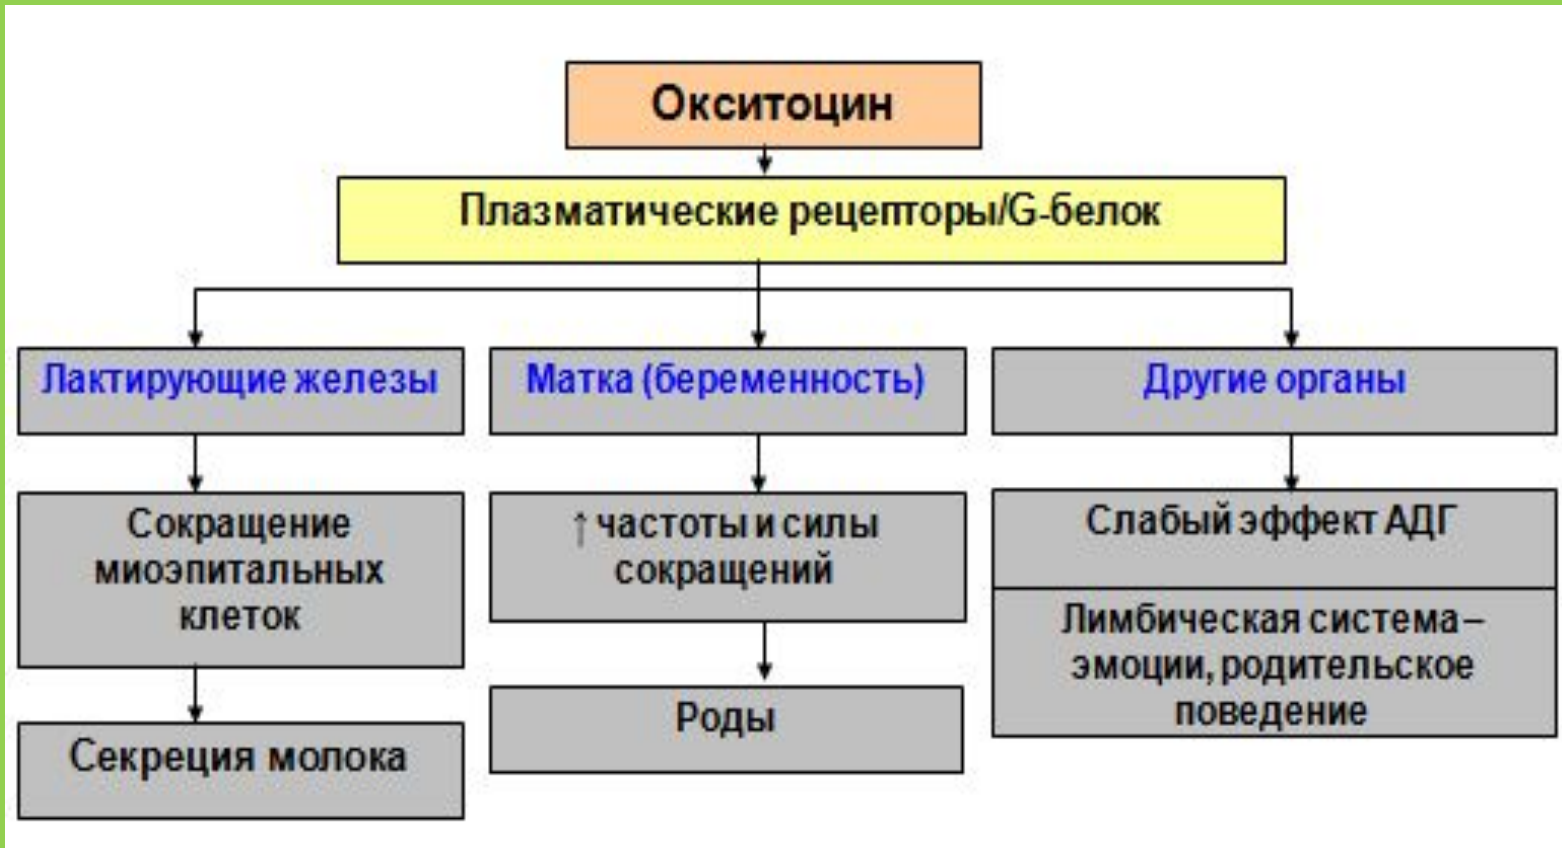 Окситоцин
Плазматические рецепторы/G-белок
Лактирующие железы
Сокращение
миоэпитальных
клеток
Секреция молока
Матка (беременность)
↑ частоты и силы
сокращений
Роды
Другие органы
Слабый эффект АДГ
Лимбическая система –
эмоции, родительское
поведение